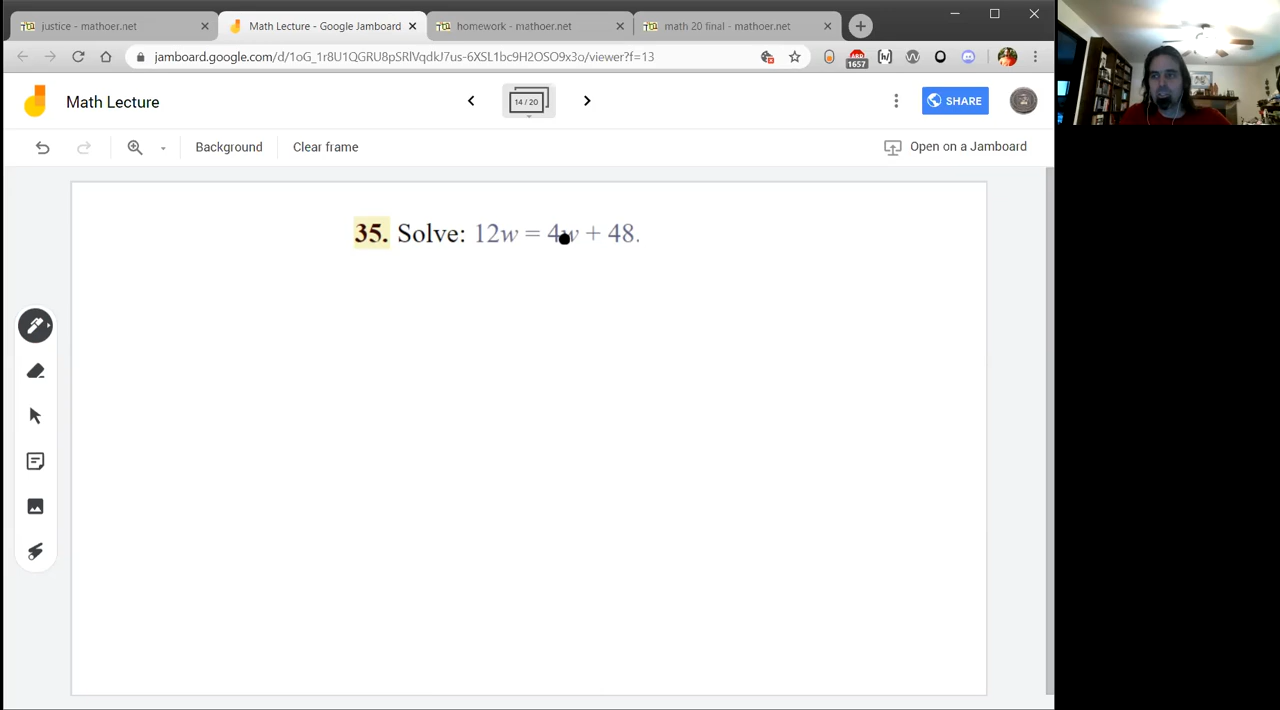 justice - mathoer.net
Math Lecture - Google Jamboard
homework - mathoer.net
math 20 final - mathoer.net
jamboard.google.com/d/1oG_1r8U1QGRU8pSRlVqdkJ7us-6XSL1bc9H2OSO9x3o/viewer?f=13
1657
Math Lecture
14 / 20
SHARE
Background
Clear frame
Open on a Jamboard
35. Solve: 12w = 4w + 48.